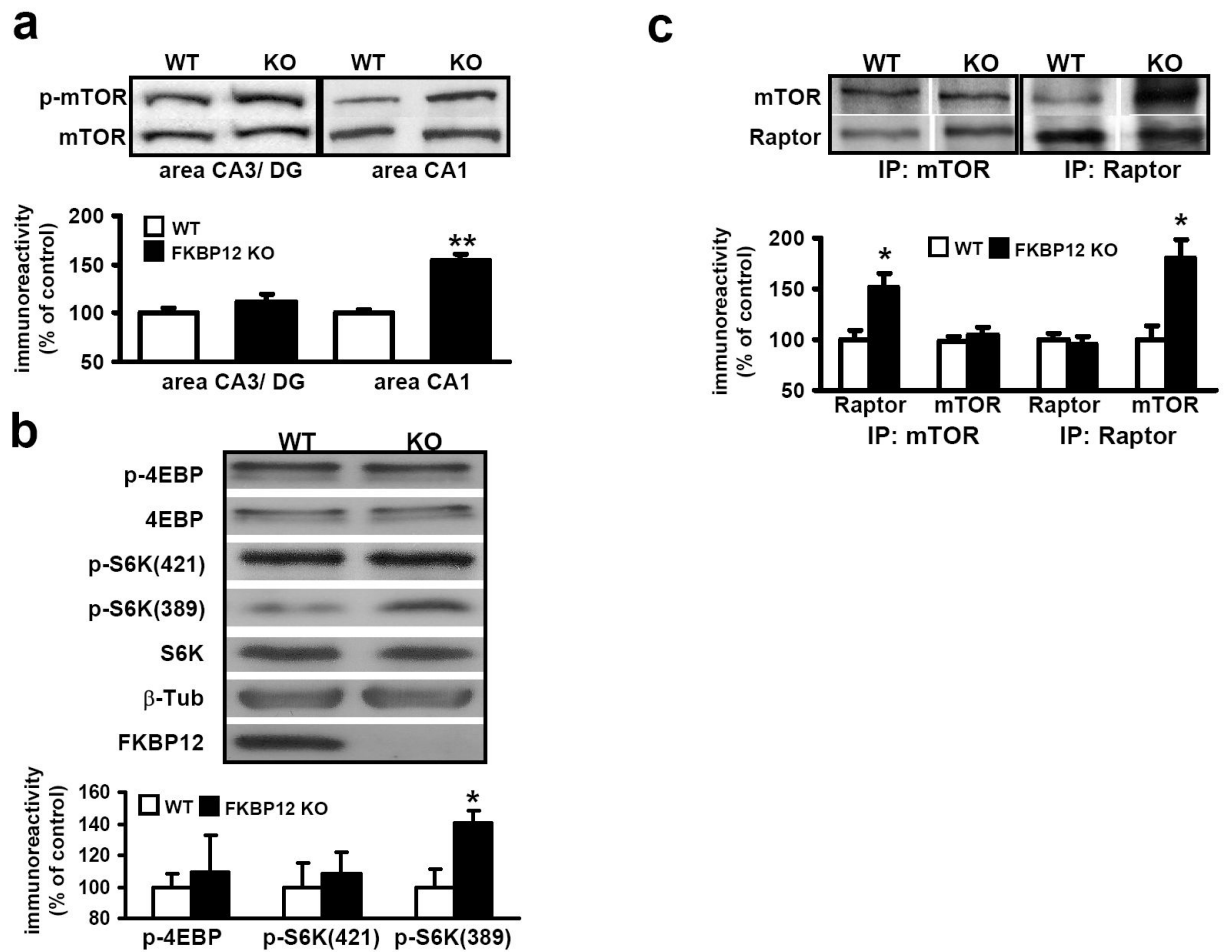 a
WT KO WT KO
p-mTOR
mTOR
area CA3/ DG area CA1
immunoreactivity
(% of control)
200
150
100
50
WT
FKBP12 KO
**
area CA3/ DG area CA1
b
WT KO
p-4EBP
4EBP
p-S6K(421)
p-S6K(389)
S6K
β-Tub
FKBP12
immunoreactivity
(% of control)
160
140
120
100
80
WT FKBP12 KO
*
p-4EBP p-S6K(421) p-S6K(389)
c
WT KO WT KO
mTOR
Raptor
IP: mTOR IP: Raptor
immunoreactivity
(% of control)
200
150
100
50
WT FKBP12 KO
* *
Raptor mTOR Raptor mTOR
IP: mTOR IP: Raptor